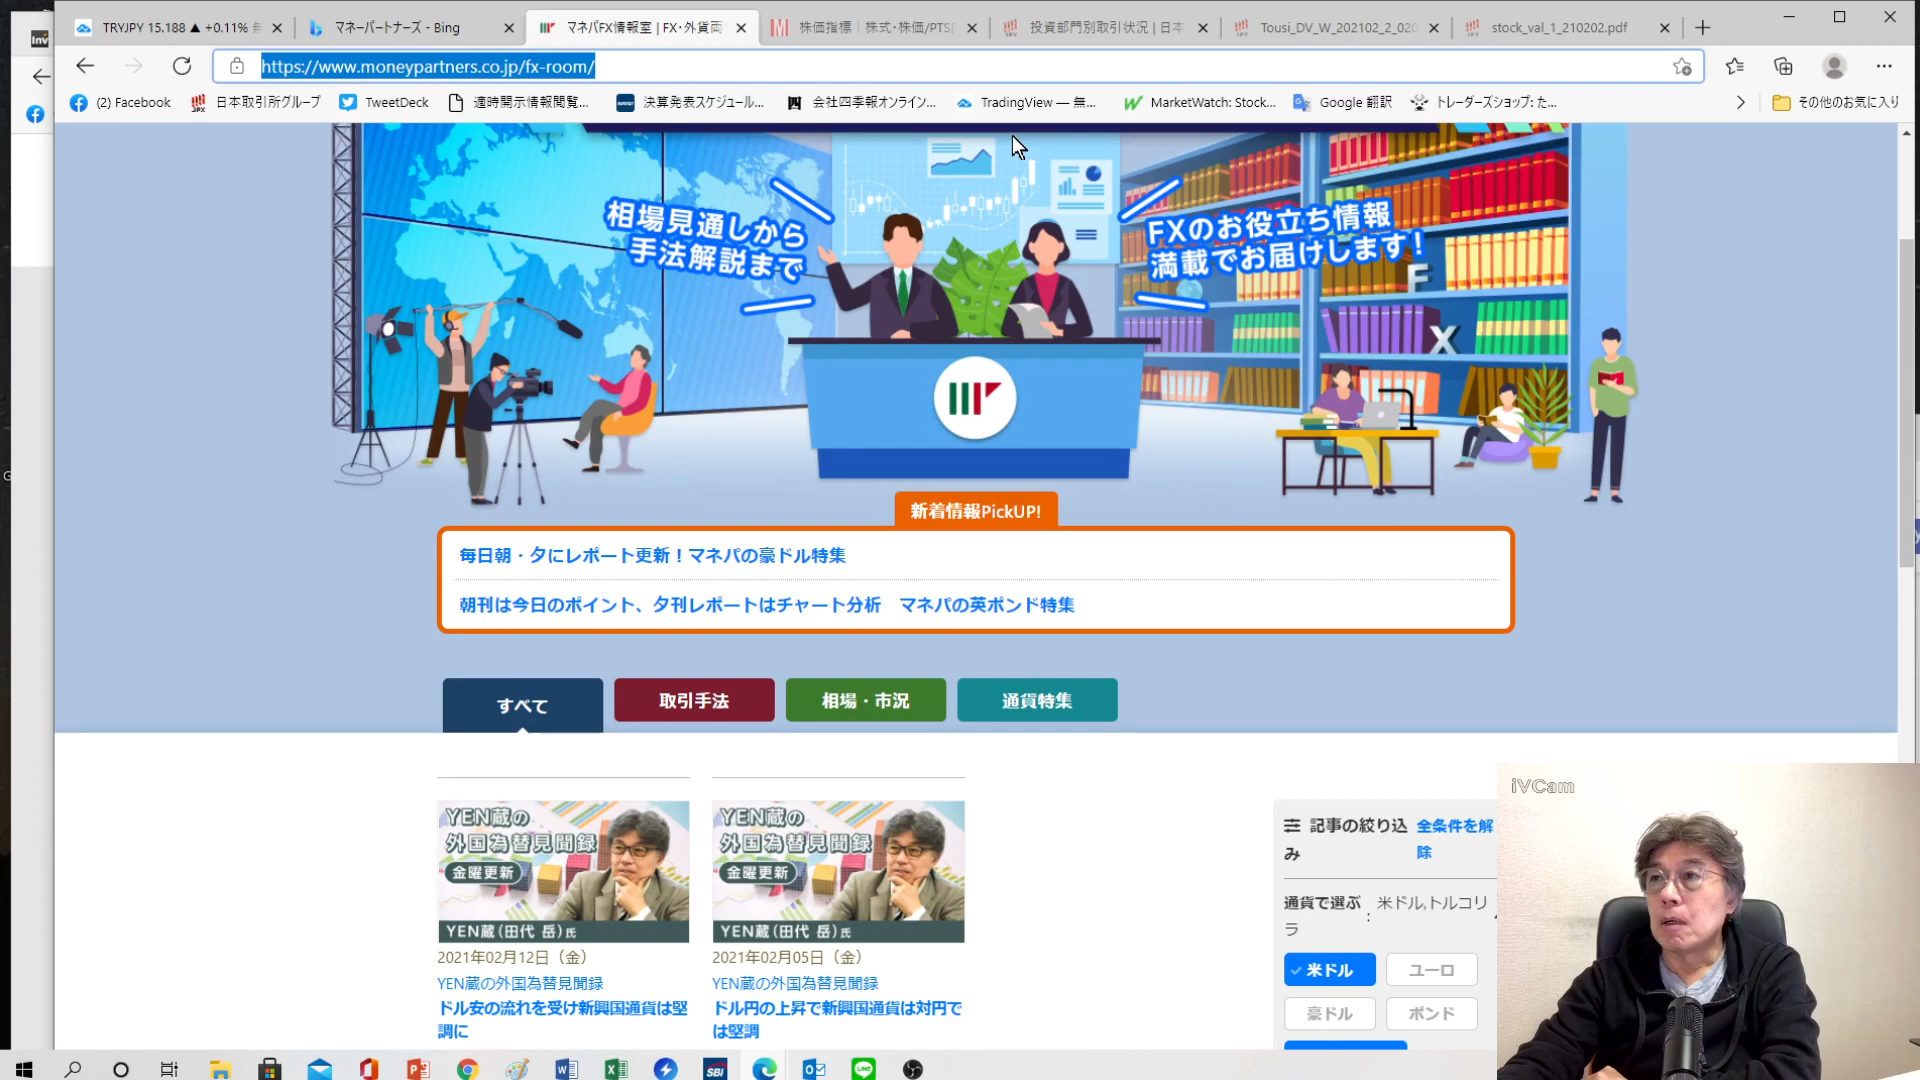 TRYJPY 15.188 ▲ +0.11%
マネーパートナーズ - Bing
マネパFX情報室 | FX・外貨両
株価指標 | 株式・株価/PTS
投資部門別取引状況 | 日本
Tousi_DV_W_202102_2_020
stock_val_1_210202.pdf
Inv
https://www.moneypartners.co.jp/fx-room/
(2) Facebook
日本取引所グループ
TweetDeck
適時開示情報閲覧...
決算発表スケジュール...
会社四季報オンライン...
TradingView — 無...
MarketWatch: Stock...
Google 翻訳
トレーダーズショップ: た...
その他のお気に入り
相場見通しから
手法解説まで
FXのお役立ち情報
満載でお届けします!
F
X
新着情報PickUP!
毎日朝・夕にレポート更新！マネパの豪ドル特集
朝刊は今日のポイント、夕刊レポートはチャート分析　マネパの英ポンド特集
すべて
取引手法
相場・市況
通貨特集
YEN蔵の
外国為替見聞録
金曜更新
YEN蔵(田代 岳)氏
2021年02月12日（金）
YEN蔵の外国為替見聞録
ドル安の流れを受け新興国通貨は堅
調に
YEN蔵の
外国為替見聞録
金曜更新
YEN蔵(田代 岳)氏
2021年02月05日（金）
YEN蔵の外国為替見聞録
ドル円の上昇で新興国通貨は対円で
は堅調
記事の絞り込
み
全条件を解
除
通貨で選ぶ
:
米ドル,トルコリ
ラ
米ドル
ユーロ
豪ドル
ポンド
iVCam
SBI
LINE